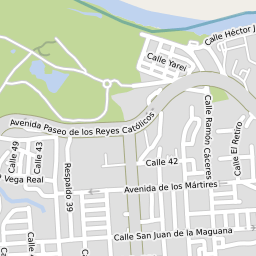 Calle Héctor J
Calle Yarei
Avenida Paseo de los Reyes Católicos
Calle Ramón Cáceres
Calle El Retiro
Calle 49
Calle 43
Calle 42
Vega Real
Respaldo 39
Avenida de los Mártires
Calle San Juan de la Maguana